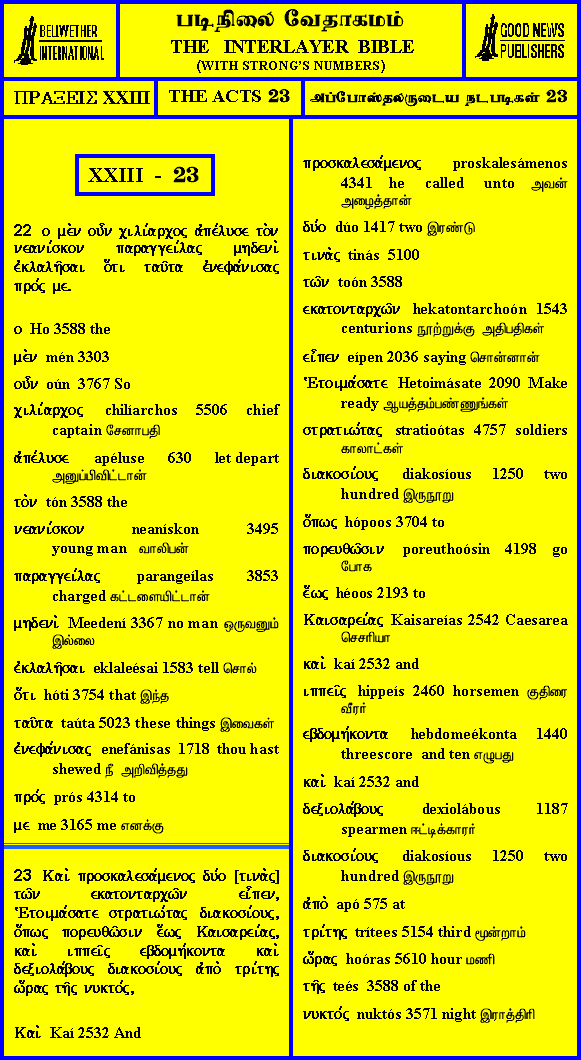 BELLWETHER
INTERNATIONAL
படிநிலை வேதாகமம்
THE INTERLAYER BIBLE
(WITH STRONG'S NUMBERS)
GOOD NEWS
PUBLISHERS
ΠΡΑΞΕΙΣ XXIII
THE ACTS 23
அப்போஸ்தலருடைய நடபடிகள் 23
XXIII - 23
22 ο μὲν οὖν χιλίαρχος ἀπέλυσε τὸν
νεανίσκον παραγγείλας μηδενὶ
ἐκλαλῆσαι ὅτι ταῦτα ἐνεφάνισας
πρός με.
ο Ho 3588 the
μὲν mén 3303
οὖν oún 3767 So
χιλίαρχος chilíarchos 5506 chief
captain சேனாபதி
ἀπέλυσε apéluse 630 let depart
அனுப்பிவிட்டான்
τὸν tón 3588 the
νεανίσκον neanískon 3495
young man வாலிபன்
παραγγείλας parangeílas 3853
charged கட்டளையிட்டான்
μηδενὶ Meedení 3367 no man ஒருவனும்
இல்லை
ἐκλαλῆσαι eklaleésai 1583 tell சொல்
ὅτι hóti 3754 that இந்த
ταῦτα taúta 5023 these things இவைகள்
ἐνεφάνισας enefánisas 1718 thou hast
shewed நீ அறிவித்தது
πρός prós 4314 to
με me 3165 me எனக்கு
23 Καὶ προσκαλεσάμενος δύο [τινὰς]
τῶν εκατονταρχῶν εἶπεν,
Ἑτοιμάσατε στρατιώτας διακοσίους,
ὅπως πορευθῶσιν ἕως Καισαρείας,
καὶ ιππεῖς εβδομήκοντα καὶ
δεξιολάβους διακοσίους ἀπὸ τρίτης
ὥρας τῆς νυκτός,
Καὶ Kaí 2532 And
προσκαλεσάμενος proskalesámenos
4341 he called unto அவன்
அழைத்தான்
δύο dúo 1417 two இரண்டு
τινὰς tinás 5100
τῶν toón 3588
εκατονταρχῶν hekatontarchoón 1543
centurions நூற்றுக்கு அதிபதிகள்
εἶπεν eípen 2036 saying சொன்னான்
Ἑτοιμάσατε Hetoimásate 2090 Make
ready ஆயத்தம்பண்ணுங்கள்
στρατιώτας stratioótas 4757 soldiers
காலாட்கள்
διακοσίους diakosíous 1250 two
hundred இருநூறு
ὅπως hópoos 3704 to
πορευθῶσιν poreuthoósin 4198 go
போக
ἕως héoos 2193 to
Καισαρείας Kaisareías 2542 Caesarea
செசரியா
καὶ kaí 2532 and
ιππεῖς hippeís 2460 horsemen குதிரை
வீரர்
εβδομήκοντα hebdomeékonta 1440
threescore and ten எழுபது
καὶ kaí 2532 and
δεξιολάβους dexiolábous 1187
spearmen ஈட்டிக்காரர்
διακοσίους diakosíous 1250 two
hundred இருநூறு
ἀπὸ apó 575 at
τρίτης trítees 5154 third மூன்றாம்
ὥρας hoóras 5610 hour மணி
τῆς teés 3588 of the
νυκτός nuktós 3571 night இராத்திரி